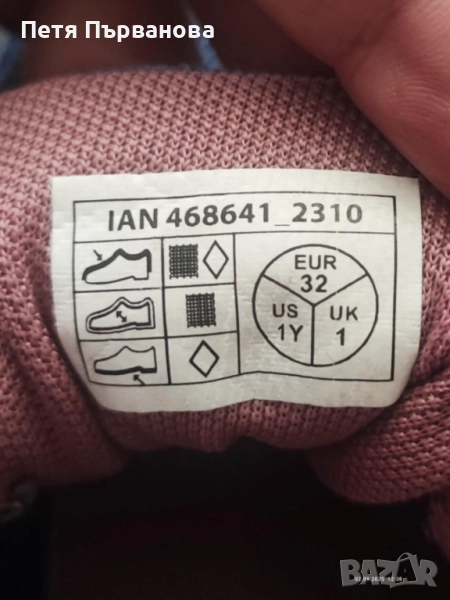 Петя Първанова
IAN 468641_2310
EUR
32
US
1Y
UK
1
bazar